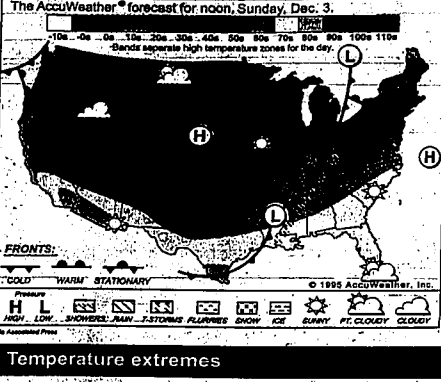 The AccuWeather® forecast for noon, Sunday, Dec. 3.
-10s -0s 0s 10s 20s 30s 40s 50s 60s 70s 80s 90s 100s 110s
Bands separate high temperature zones for the day.
L
H
H
L
FRONTS:
COLD WARM STATIONARY
© 1995 AccuWeather, Inc.
Pressure
H L
HIGH LOW SHOWERS RAIN T-STORMS FLURRIES SNOW ICE SUNNY PT. CLOUDY CLOUDY
Associated Press
Temperature extremes